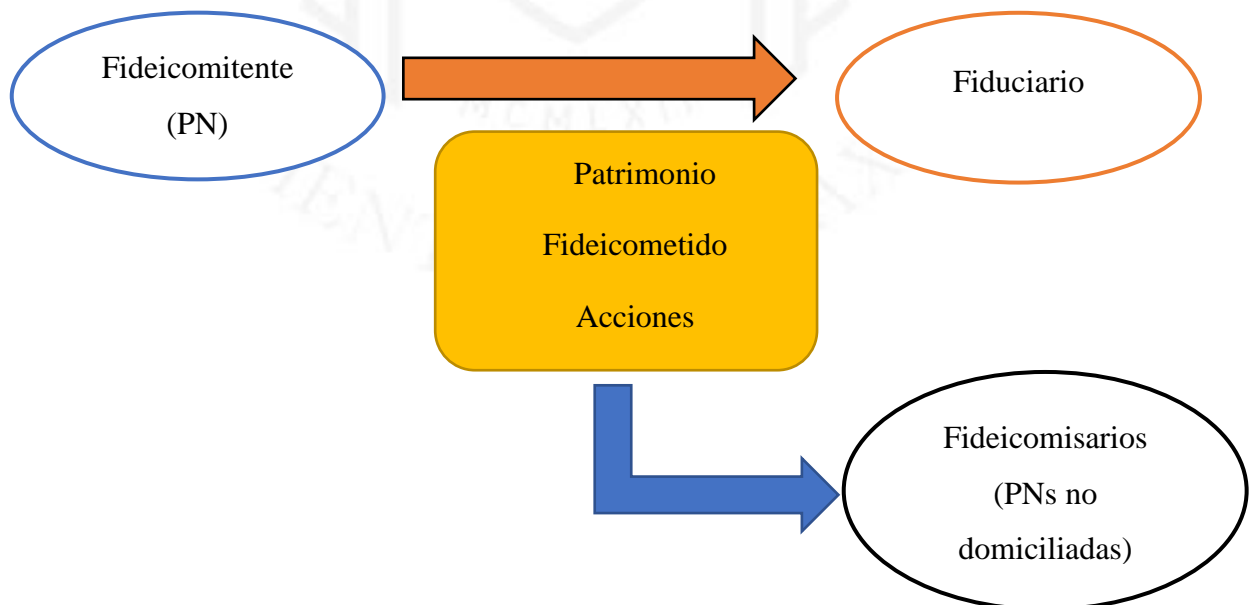 Fideicomitente
(PN)
Fiduciario
Patrimonio
Fideicometido
Acciones
Fideicomisarios
(PNs no
domiciliadas)